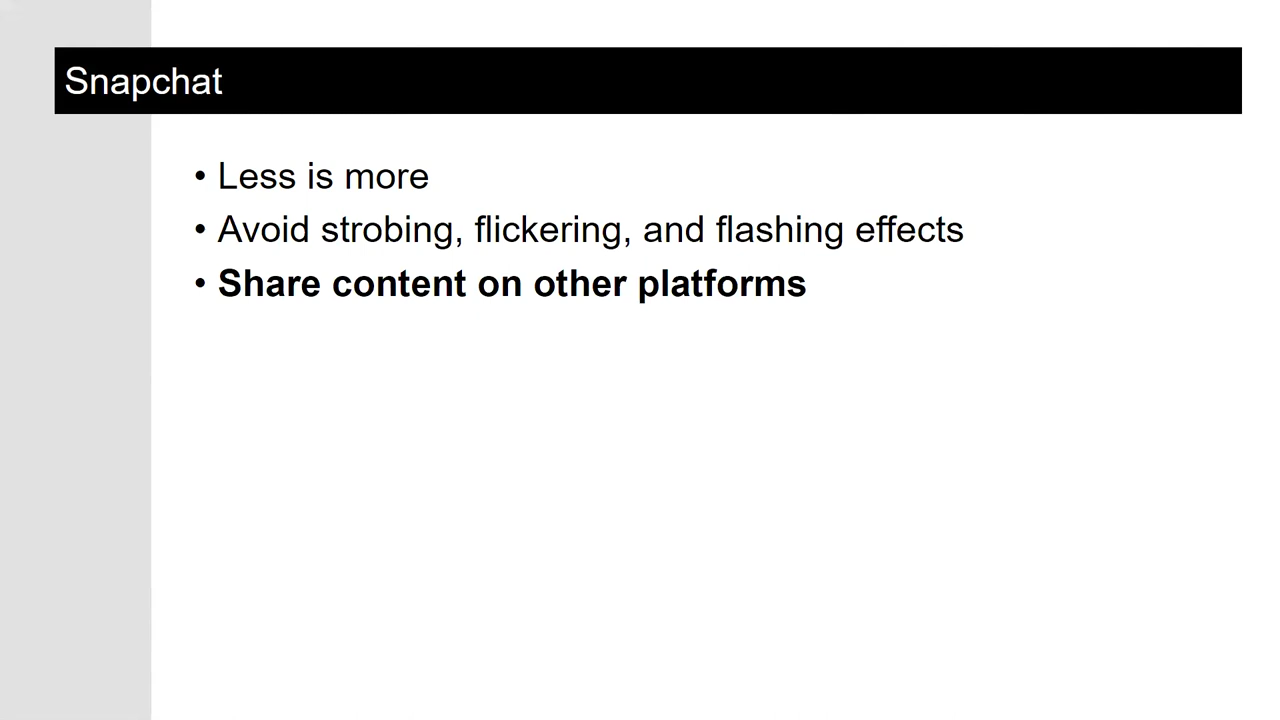 Snapchat
• Less is more
• Avoid strobing, flickering, and flashing effects
• Share content on other platforms